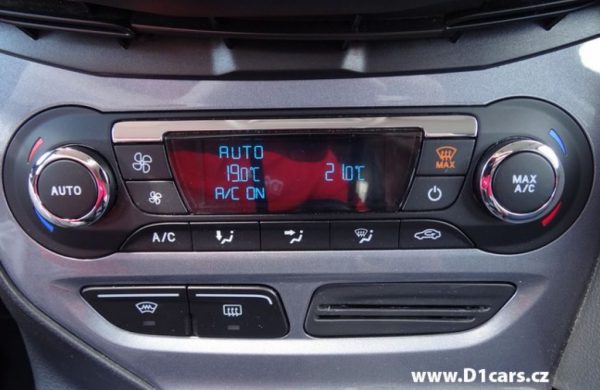 AUTO
19.0°C 21.0°C
A/C ON
MAX
AUTO
MAX
A/C
A/C
www.D1cars.cz